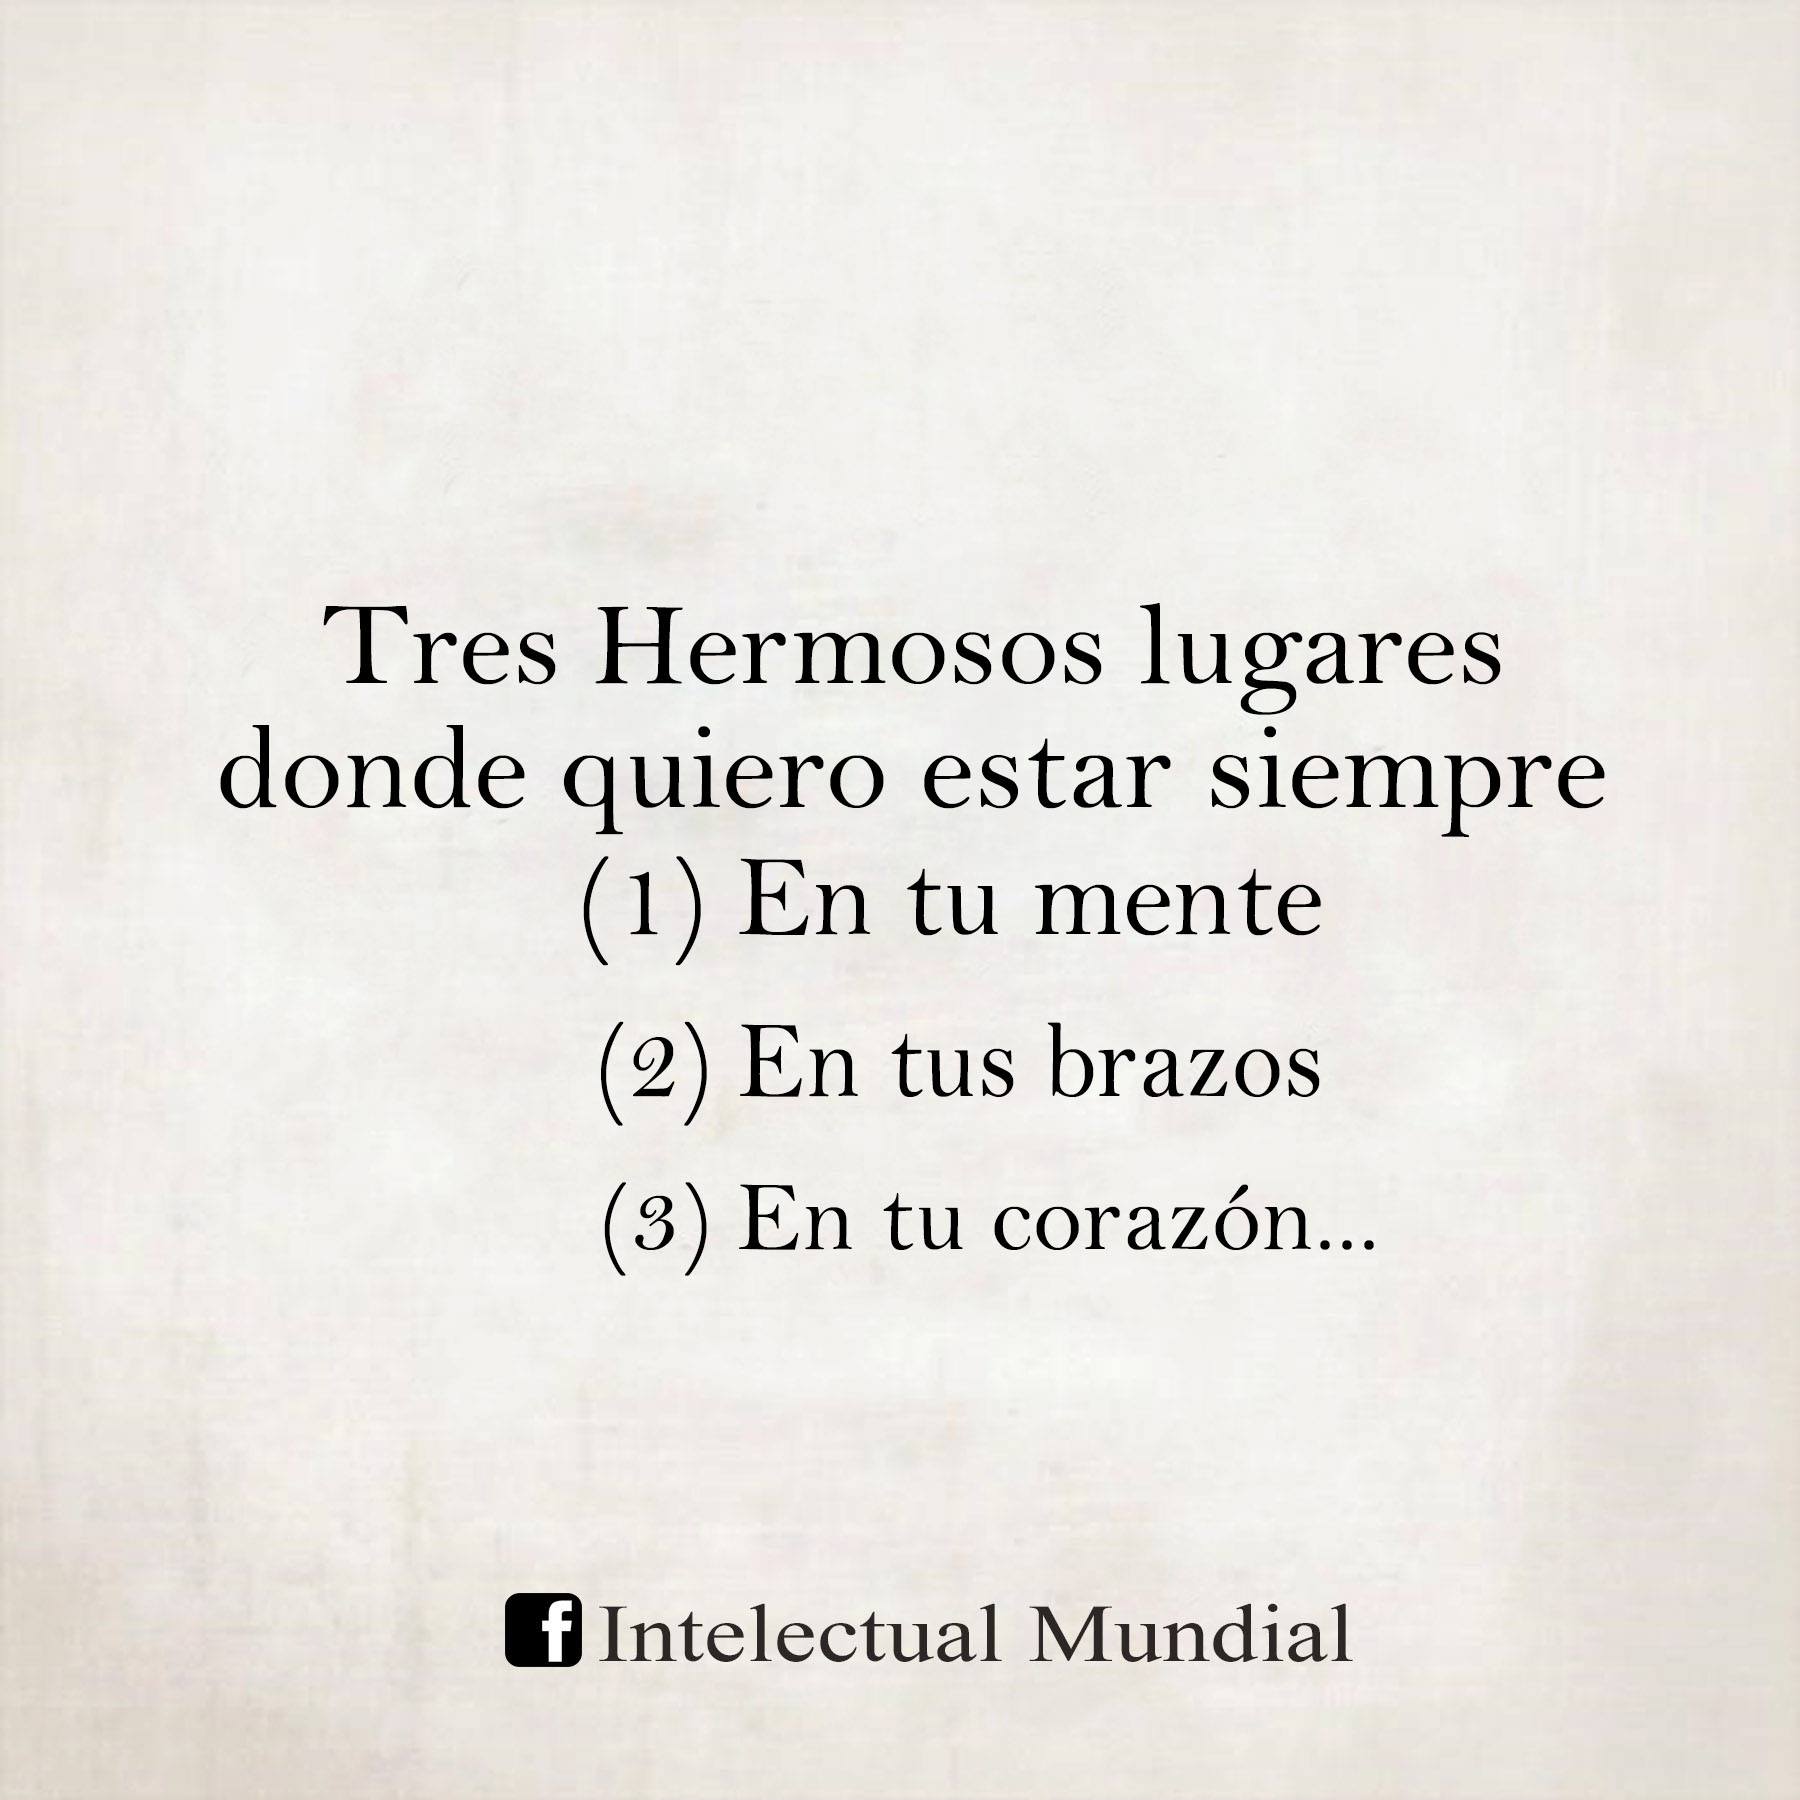 Tres Hermosos lugares
donde quiero estar siempre
(1) En tu mente
(2) En tus brazos
(3) En tu corazón...
f Intelectual Mundial